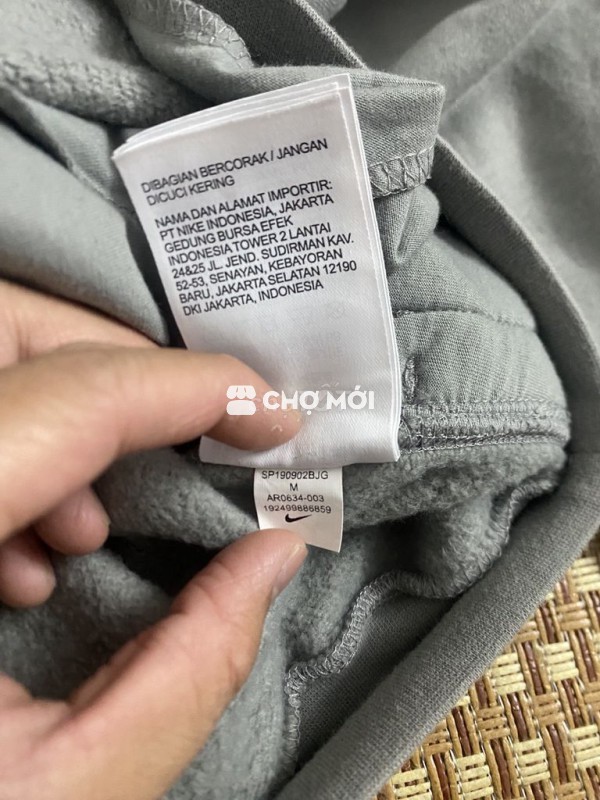 DIBAGIAN BERCORAK / JANGAN
DICUCI KERING
NAMA DAN ALAMAT IMPORTIR:
PT NIKE INDONESIA, JAKARTA
GEDUNG BURSA EFEK
INDONESIA TOWER 2 LANTAI
24&25 JL. JEND. SUDIRMAN KAV.
52-53, SENAYAN, KEBAYORAN
BARU, JAKARTA SELATAN 12190
DKI JAKARTA, INDONESIA
CHỢ MỚI
SP190902BJG
M
AR0634-003
192499888859